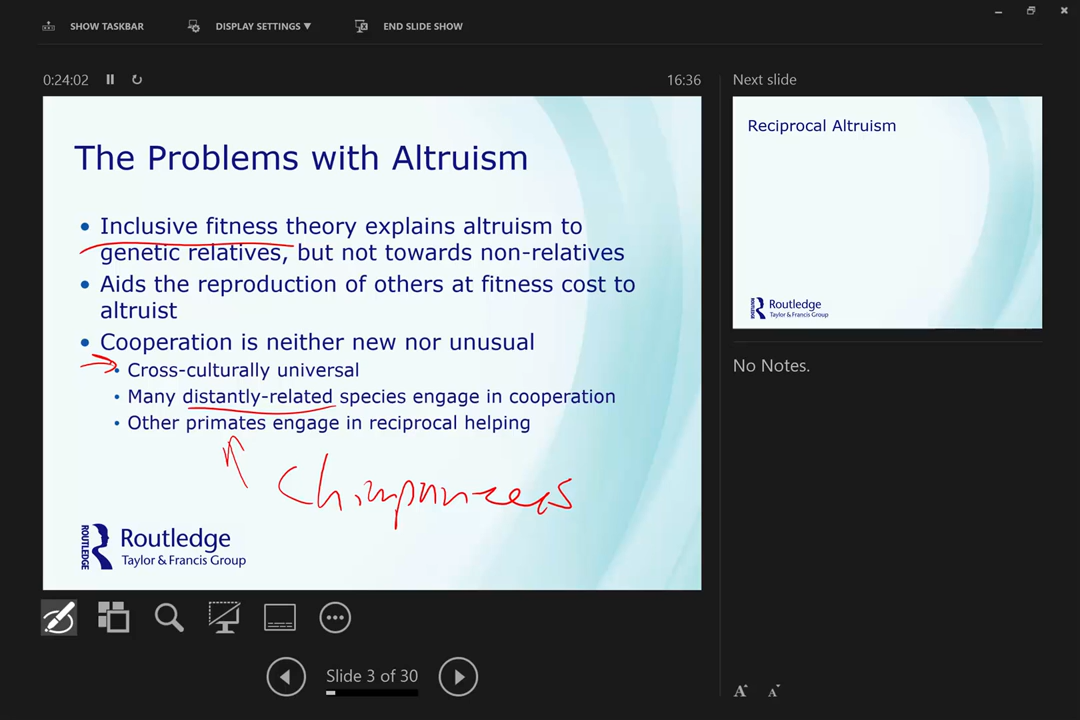 SHOW TASKBAR DISPLAY SETTINGS ▼ END SLIDE SHOW
0:24:02 16:36
The Problems with Altruism
• Inclusive fitness theory explains altruism to
genetic relatives, but not towards non-relatives
• Aids the reproduction of others at fitness cost to
altruist
• Cooperation is neither new nor unusual
• Cross-culturally universal
• Many distantly-related species engage in cooperation
• Other primates engage in reciprocal helping
Chimpanzees
ROUTLEDGE
Routledge
Taylor & Francis Group
Slide 3 of 30
Next slide
Reciprocal Altruism
ROUTLEDGE
Routledge
Taylor & Francis Group
No Notes.
A A